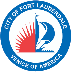 CITY OF FORT LAUDERDALE
VENICE OF AMERICA